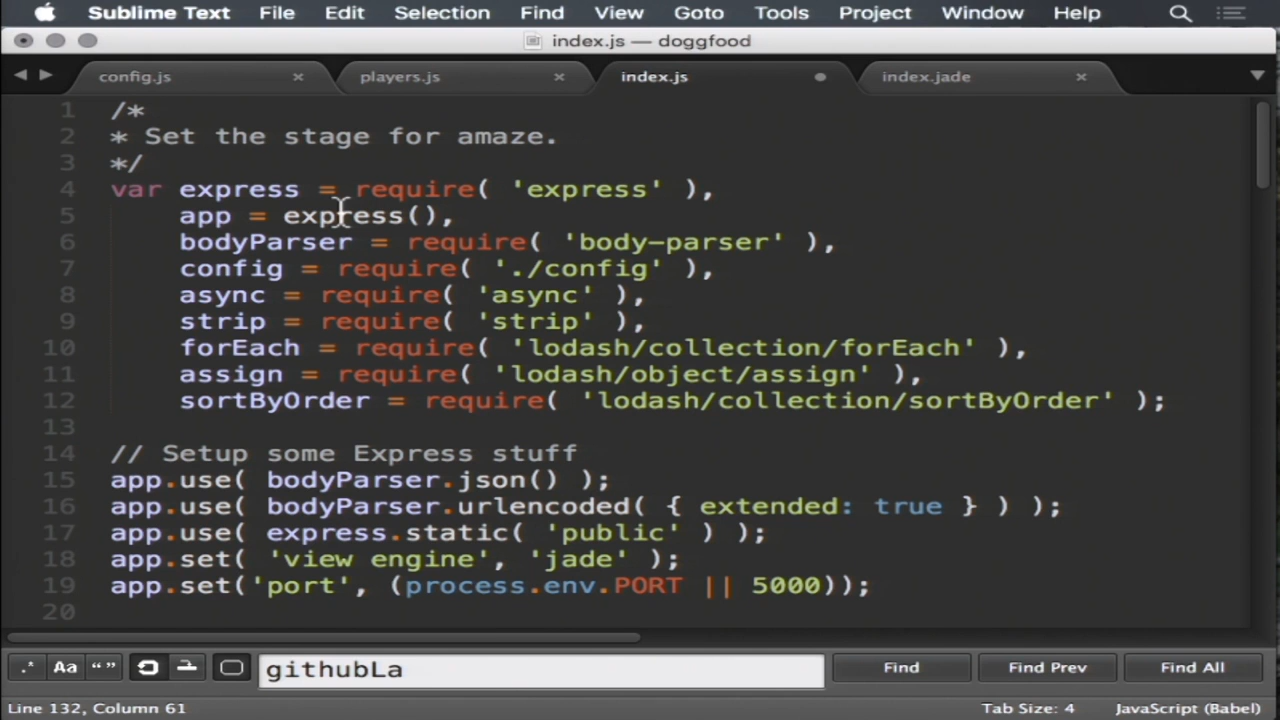 Sublime Text File Edit Selection Find View Goto Tools Project Window Help
index.js — doggfood
config.js × players.js × index.js index.jade ×
1 /*
2 * Set the stage for amaze.
3 */
4 var express = require( 'express' ),
5 app = express(),
6 bodyParser = require( 'body-parser' ),
7 config = require( './config' ),
8 async = require( 'async' ),
9 strip = require( 'strip' ),
10 forEach = require( 'lodash/collection/forEach' ),
11 assign = require( 'lodash/object/assign' ),
12 sortByOrder = require( 'lodash/collection/sortByOrder' );
13
14 // Setup some Express stuff
15 app.use( bodyParser.json() );
16 app.use( bodyParser.urlencoded( { extended: true } ) );
17 app.use( express.static( 'public' ) );
18 app.set( 'view engine', 'jade' );
19 app.set('port', (process.env.PORT || 5000));
20
.* Aa “” githubLa Find Find Prev Find All
Line 132, Column 61 Tab Size: 4 JavaScript (Babel)